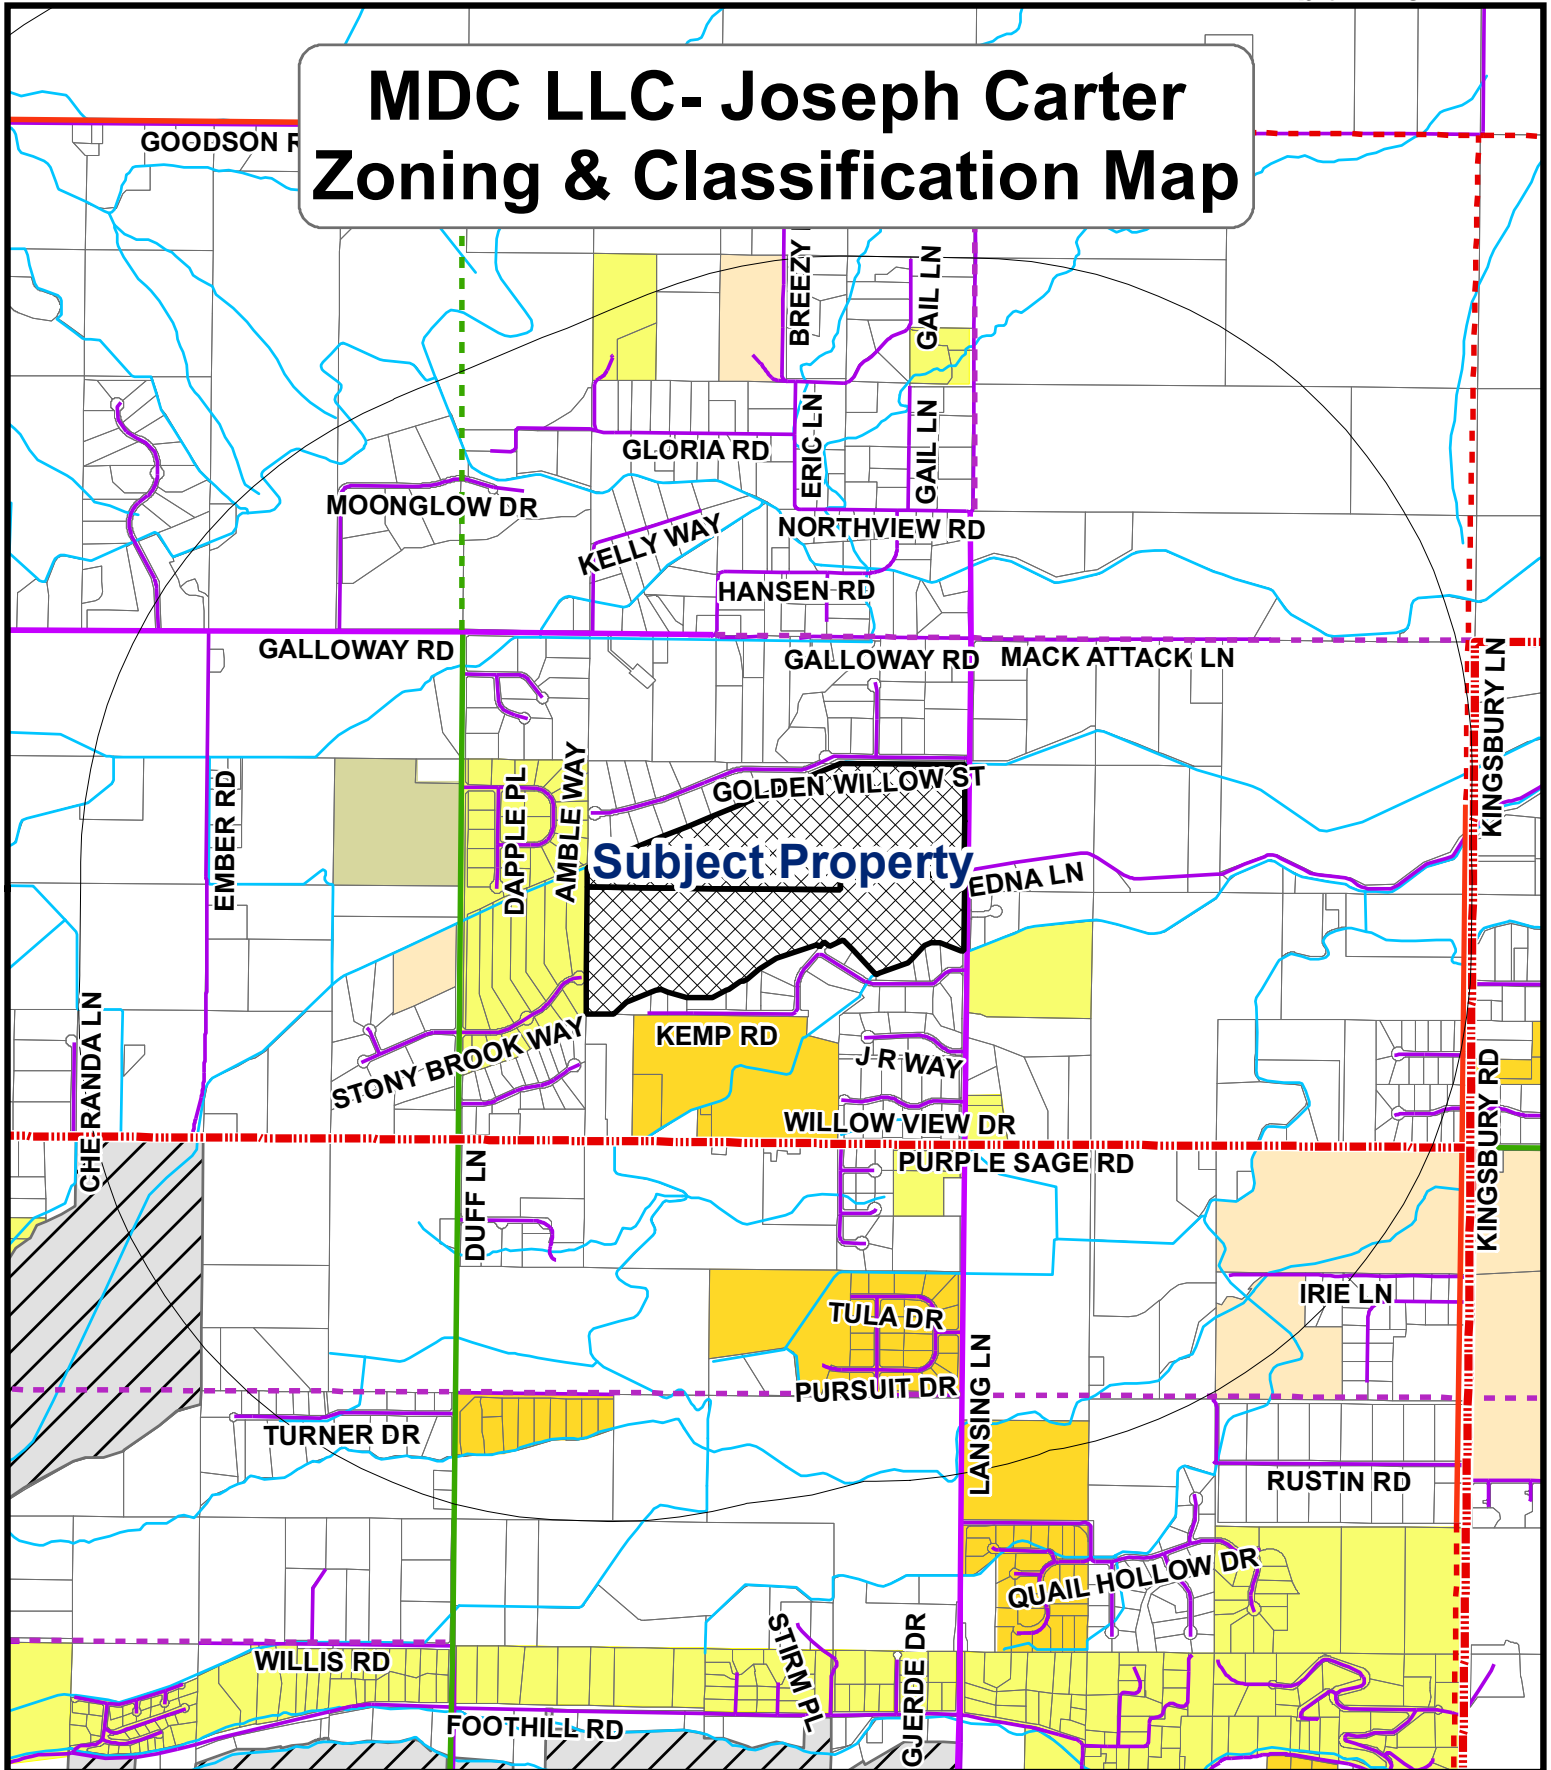 MDC LLC- Joseph Carter
Zoning & Classification Map
GOODSON R
BREEZY
GAIL LN
GLORIA RD
ERIC LN
GAIL LN
MOONGLOW DR
KELLY WAY
NORTHVIEW RD
HANSEN RD
GALLOWAY RD
GALLOWAY RD
MACK ATTACK LN
KINGSBURY LN
EMBER RD
DAPPLE PL
AMBLE WAY
GOLDEN WILLOW ST
Subject Property
EDNA LN
CHERANDA LN
STONY BROOK WAY
KEMP RD
J R WAY
WILLOW VIEW DR
KINGSBURY RD
DUFF LN
PURPLE SAGE RD
IRIE LN
TULA DR
PURSUIT DR
LANSING LN
TURNER DR
RUSTIN RD
QUAIL HOLLOW DR
WILLIS RD
STIRM PL
GJERDE DR
FOOTHILL RD